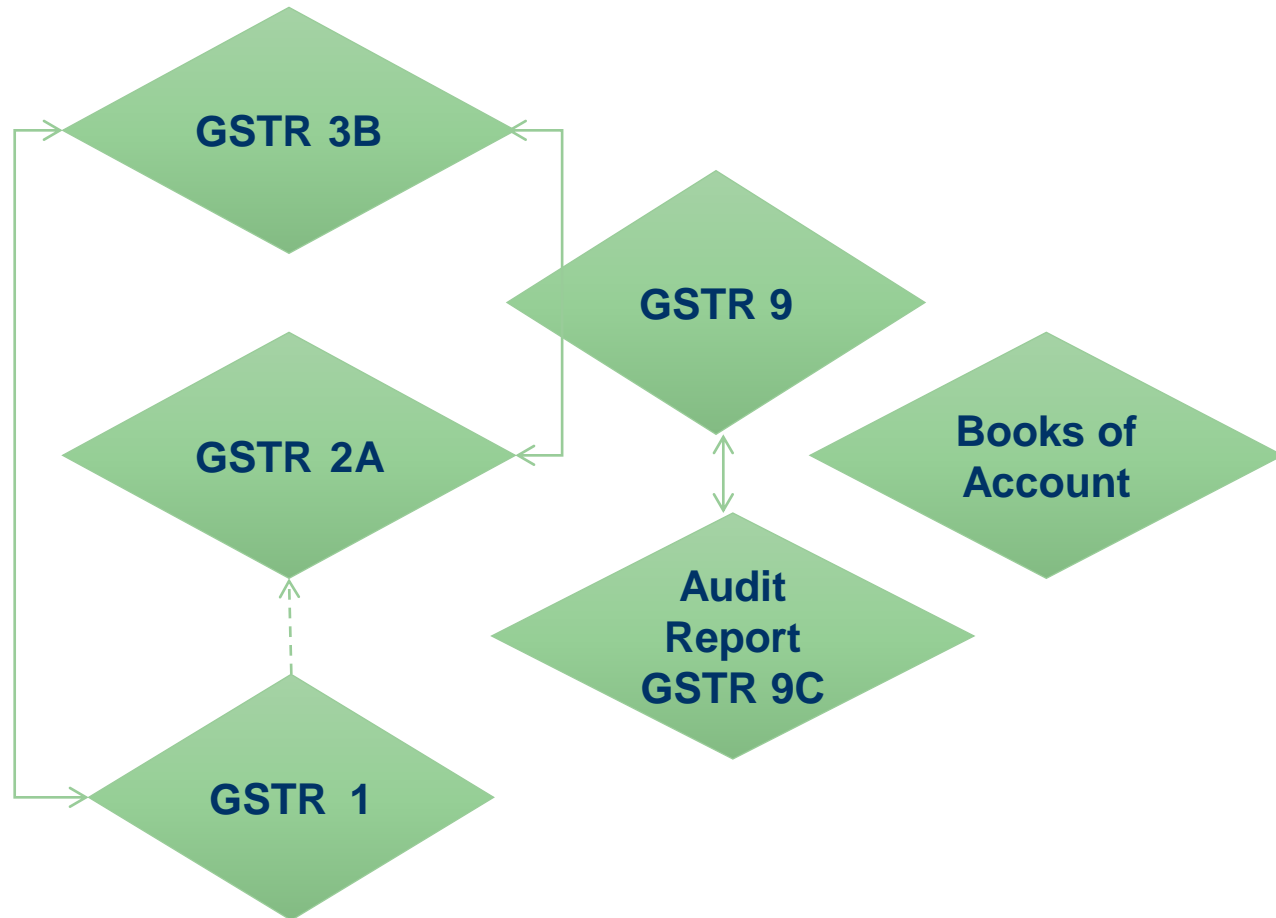 GSTR 3B
GSTR 9
GSTR 2A
Books of
Account
Audit
Report
GSTR 9C
GSTR 1